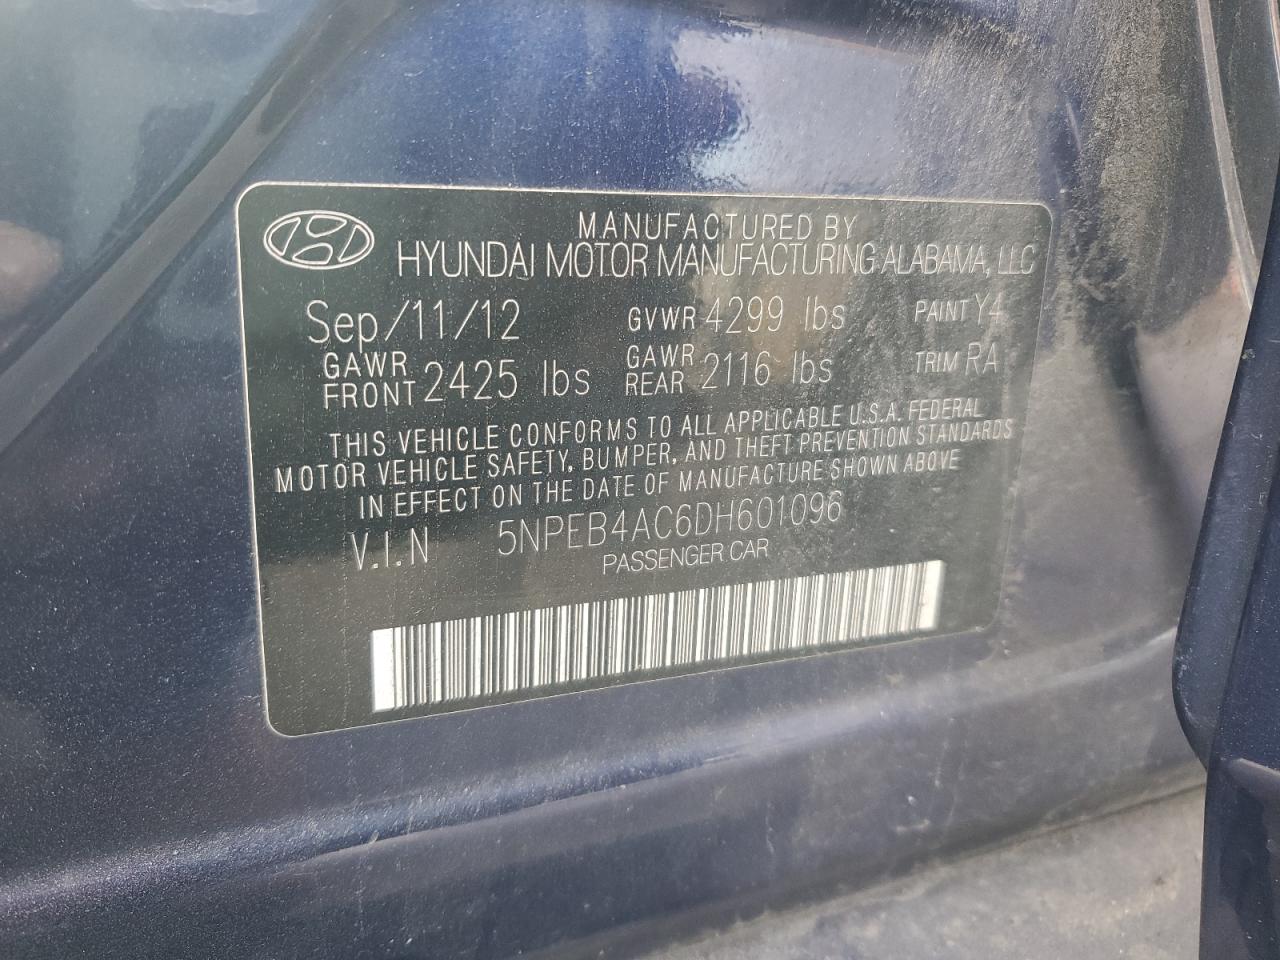 MANUFACTURED BY
HYUNDAI MOTOR MANUFACTURING ALABAMA, LLC
Sep/11/12 GVWR 4299 lbs PAINT Y4
GAWR FRONT 2425 lbs GAWR REAR 2116 lbs TRIM RA
THIS VEHICLE CONFORMS TO ALL APPLICABLE U.S.A. FEDERAL
MOTOR VEHICLE SAFETY, BUMPER, AND THEFT PREVENTION STANDARDS
IN EFFECT ON THE DATE OF MANUFACTURE SHOWN ABOVE
V.I.N 5NPEB4AC6DH601096
PASSENGER CAR